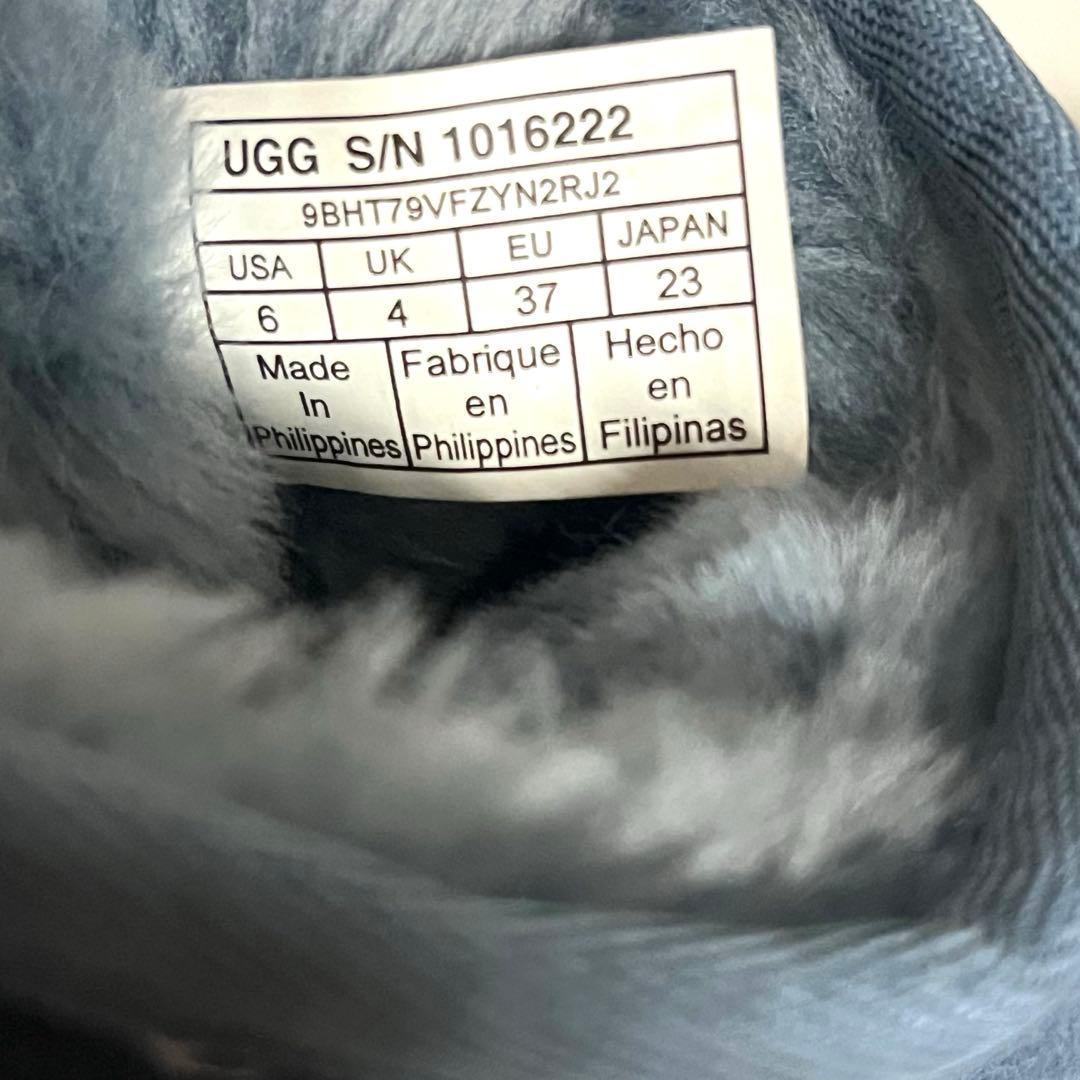 UGG S/N 1016222
9BHT79VFZYN2RJ2
USA UK EU JAPAN
6 4 37 23
Made Fabrique Hecho
In en en
Philippines Philippines Filipinas